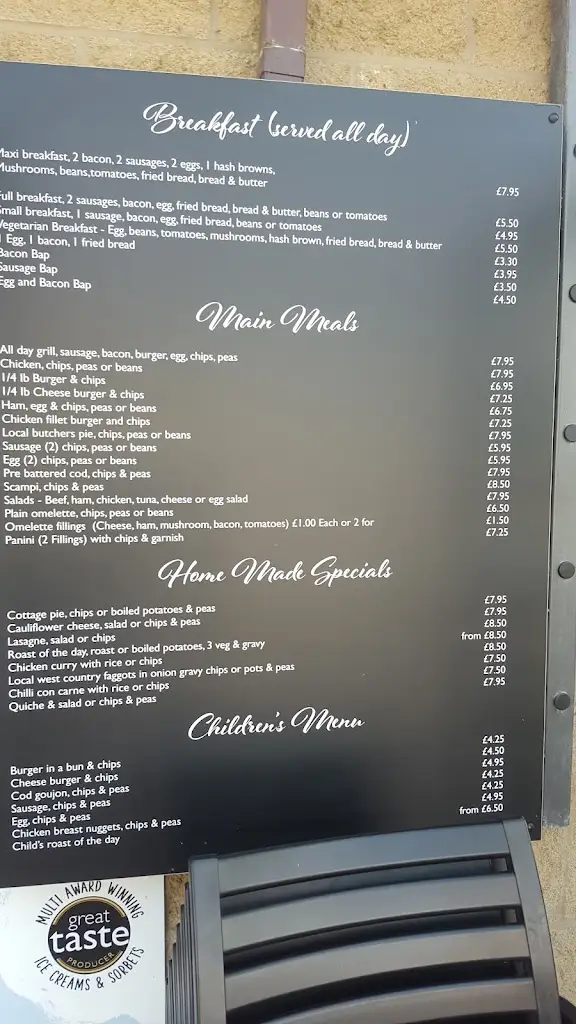 Breakfast (served all day)
Maxi breakfast, 2 bacon, 2 sausages, 2 eggs, 1 hash browns,
Mushrooms, beans,tomatoes, fried bread, bread & butter £7.95
Full breakfast, 2 sausages, bacon, egg, fried bread, bread & butter, beans or tomatoes £5.50
Small breakfast, 1 sausage, bacon, egg, fried bread, beans or tomatoes £4.95
Vegetarian Breakfast - Egg, beans, tomatoes, mushrooms, hash brown, fried bread, bread & butter £5.50
1 Egg, 1 bacon, 1 fried bread £3.30
Bacon Bap £3.95
Sausage Bap £3.50
Egg and Bacon Bap £4.50
Main Meals
All day grill, sausage, bacon, burger, egg, chips, peas £7.95
Chicken, chips, peas or beans £7.95
1/4 lb Burger & chips £6.95
1/4 lb Cheese burger & chips £7.25
Ham, egg & chips, peas or beans £6.75
Chicken fillet burger and chips £7.25
Local butchers pie, chips, peas or beans £7.95
Sausage (2) chips, peas or beans £5.95
Egg (2) chips, peas or beans £5.95
Pre battered cod, chips & peas £7.95
Scampi, chips & peas £8.50
Salads - Beef, ham, chicken, tuna, cheese or egg salad £7.95
Plain omelette, chips, peas or beans £6.50
Omelette fillings (Cheese, ham, mushroom, bacon, tomatoes) £1.00 Each or 2 for £1.50
Panini (2 Fillings) with chips & garnish £7.25
Home Made Specials
Cottage pie, chips or boiled potatoes & peas £7.95
Cauliflower cheese, salad or chips & peas £7.95
Lasagne, salad or chips £8.50
Roast of the day, roast or boiled potatoes, 3 veg & gravy from £8.50
Chicken curry with rice or chips £8.50
Local west country faggots in onion gravy chips or pots & peas £7.50
Chilli con carne with rice or chips £7.50
Quiche & salad or chips & peas £7.95
Children's Menu
Burger in a bun & chips £4.25
Cheese burger & chips £4.50
Cod goujon, chips & peas £4.95
Sausage, chips & peas £4.25
Egg, chips & peas £4.25
Chicken breast nuggets, chips & peas £4.95
Child's roast of the day from £6.50
MULTI AWARD WINNING
great
taste
PRODUCER
ICE CREAMS & SORBETS